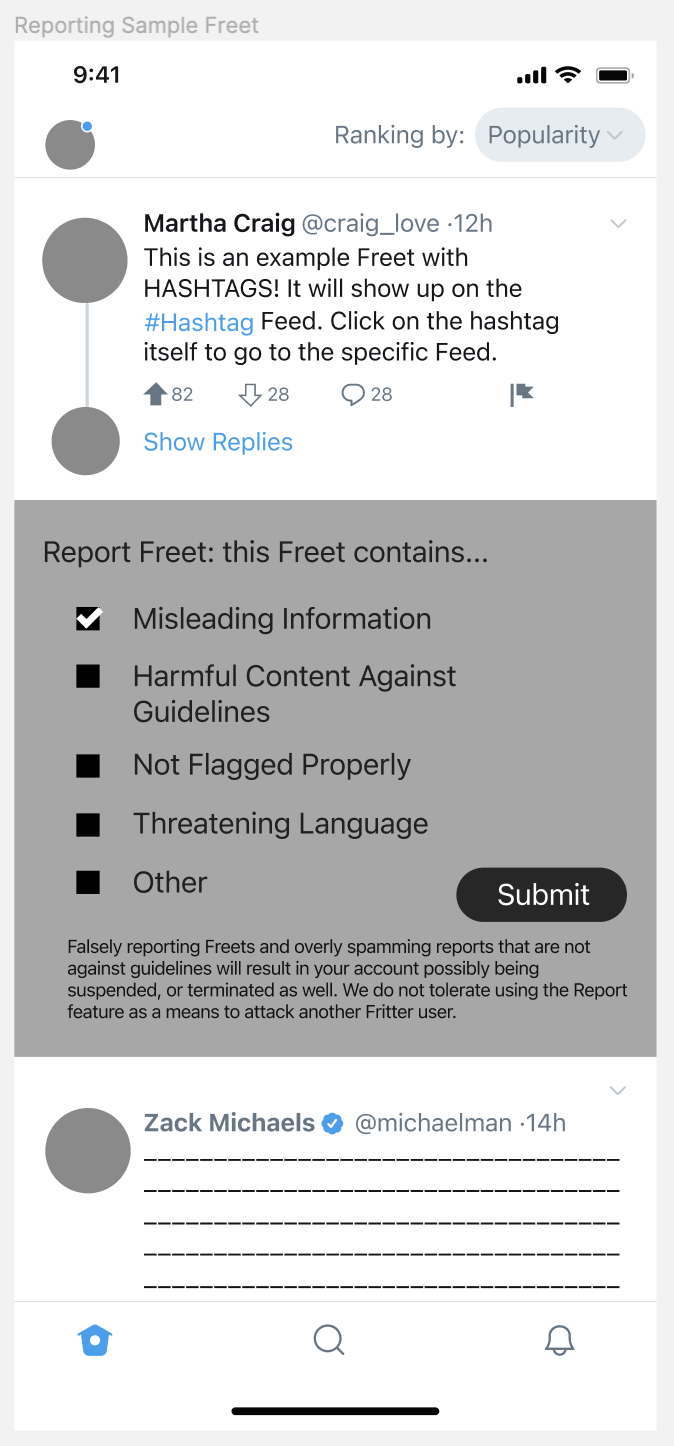 Reporting Sample Freet
9:41
Ranking by: Popularity
Martha Craig @craig_love ·12h
This is an example Freet with
HASHTAGS! It will show up on the
#Hashtag Feed. Click on the hashtag
itself to go to the specific Feed.
82 28 28
Show Replies
Report Freet: this Freet contains...
Misleading Information
Harmful Content Against
Guidelines
Not Flagged Properly
Threatening Language
Other
Submit
Falsely reporting Freets and overly spamming reports that are not
against guidelines will result in your account possibly being
suspended, or terminated as well. We do not tolerate using the Report
feature as a means to attack another Fritter user.
Zack Michaels @michaelman ·14h